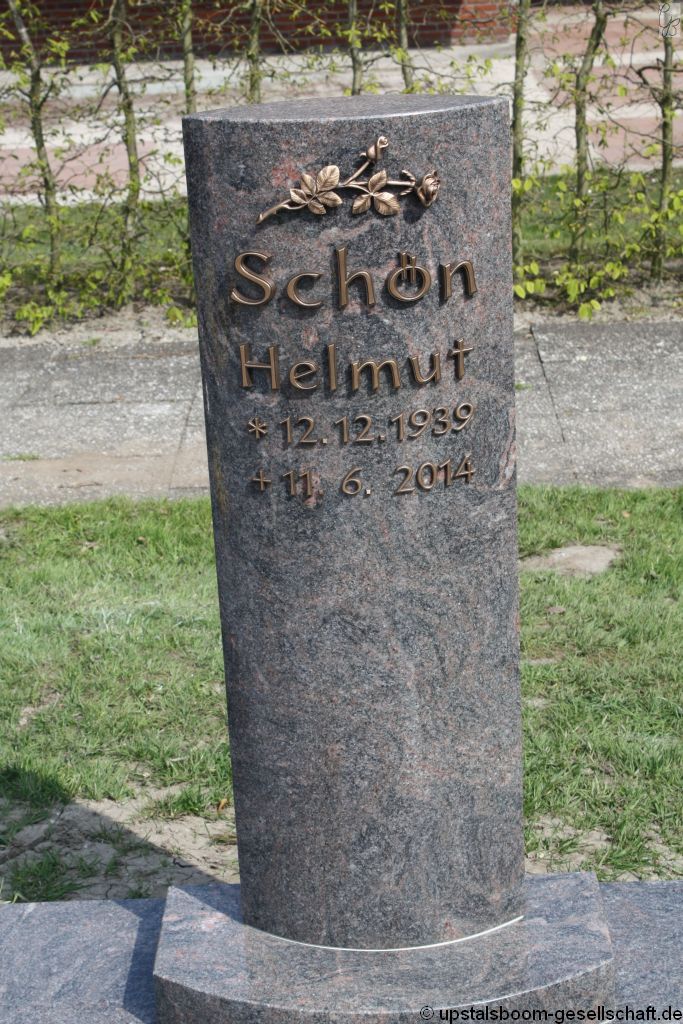 Schön
Helmut
* 12.12.1939
+ 11. 6. 2014
© upstalsboom-gesellschaft.de